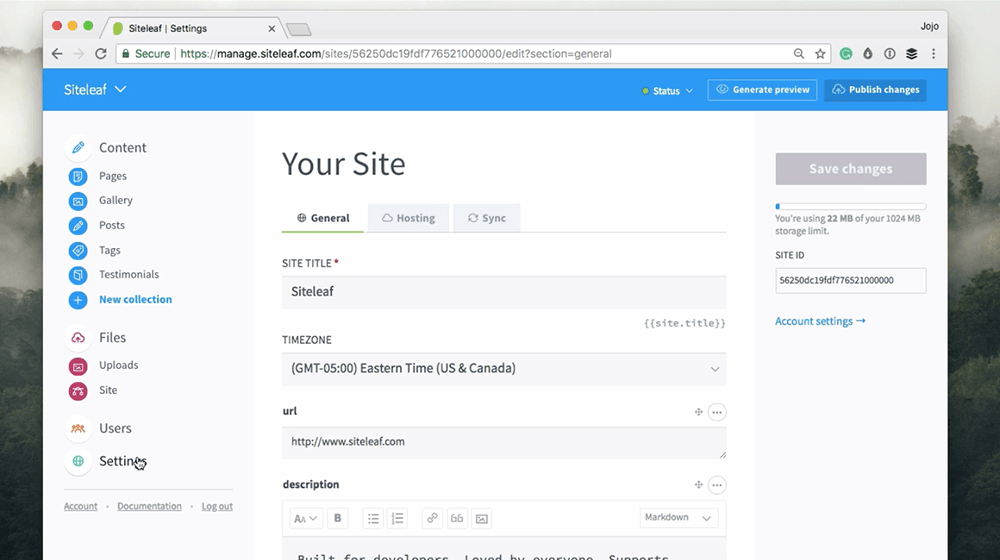 Siteleaf | Settings
Jojo
Secure
https://manage.siteleaf.com/sites/56250dc19fdf776521000000/edit?section=general
Siteleaf
Status
Generate preview
Publish changes
Content
Pages
Gallery
Posts
Tags
Testimonials
New collection
Files
Uploads
Site
Users
Settings
Account · Documentation · Log out
Your Site
General
Hosting
Sync
SITE TITLE *
Siteleaf
{{site.title}}
TIMEZONE
(GMT-05:00) Eastern Time (US & Canada)
url
http://www.siteleaf.com
description
AA
B
Markdown
Built for developers. Loved by everyone. Supports
Save changes
You're using 22 MB of your 1024 MB
storage limit.
SITE ID
56250dc19fdf776521000000
Account settings →